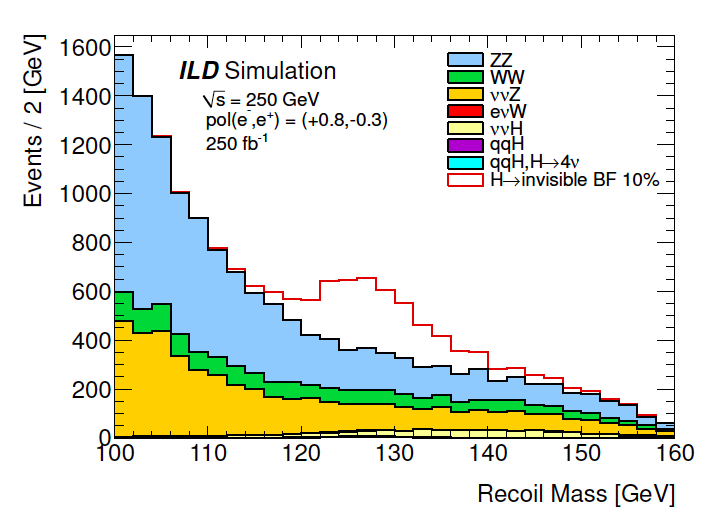 Events / 2 [GeV]
1600
1400
1200
1000
800
600
400
200
0
ILD Simulation
√s = 250 GeV
pol(e⁻,e⁺) = (+0.8,-0.3)
250 fb⁻¹
ZZ
WW
ννZ
eνW
ννH
qqH
qqH,H→4ν
H→invisible BF 10%
100 110 120 130 140 150 160
Recoil Mass [GeV]